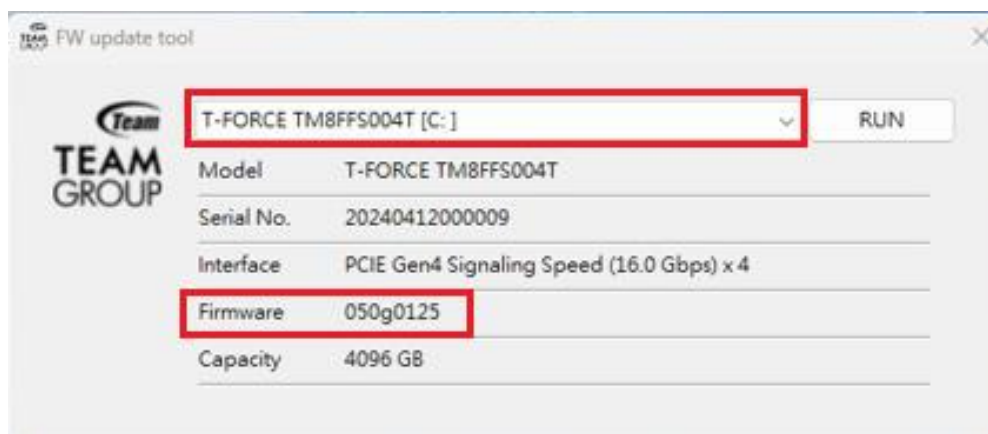 FW update tool
Team
TEAM
GROUP
T-FORCE TM8FFS004T [C: ]
RUN
Model T-FORCE TM8FFS004T
Serial No. 20240412000009
Interface PCIE Gen4 Signaling Speed (16.0 Gbps) x 4
Firmware 050g0125
Capacity 4096 GB